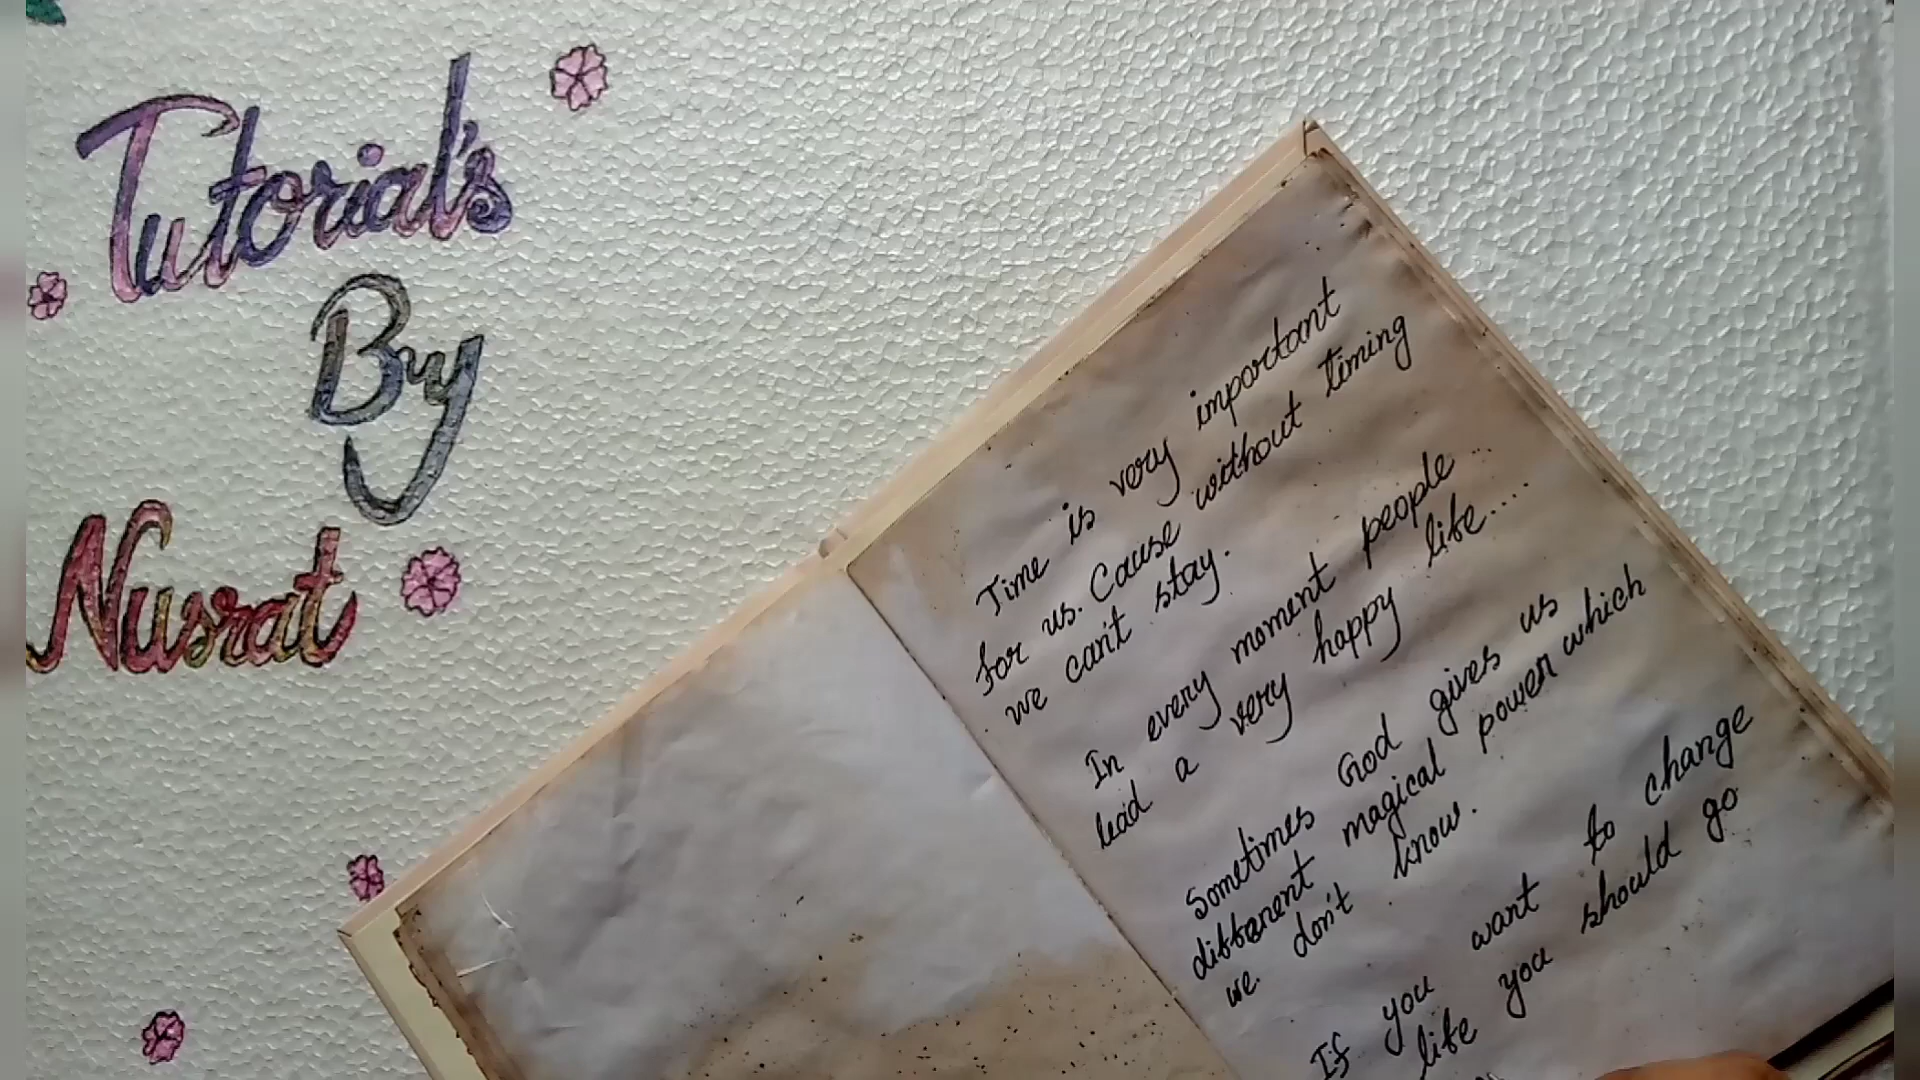 Tutorial's
By
Nusrat
Time is very important
for us. Cause without timing
we can't stay.
In every moment people
lead a very happy life....
Sometimes God gives us
different magical power which
we don't know.
If you want to change
life you should go